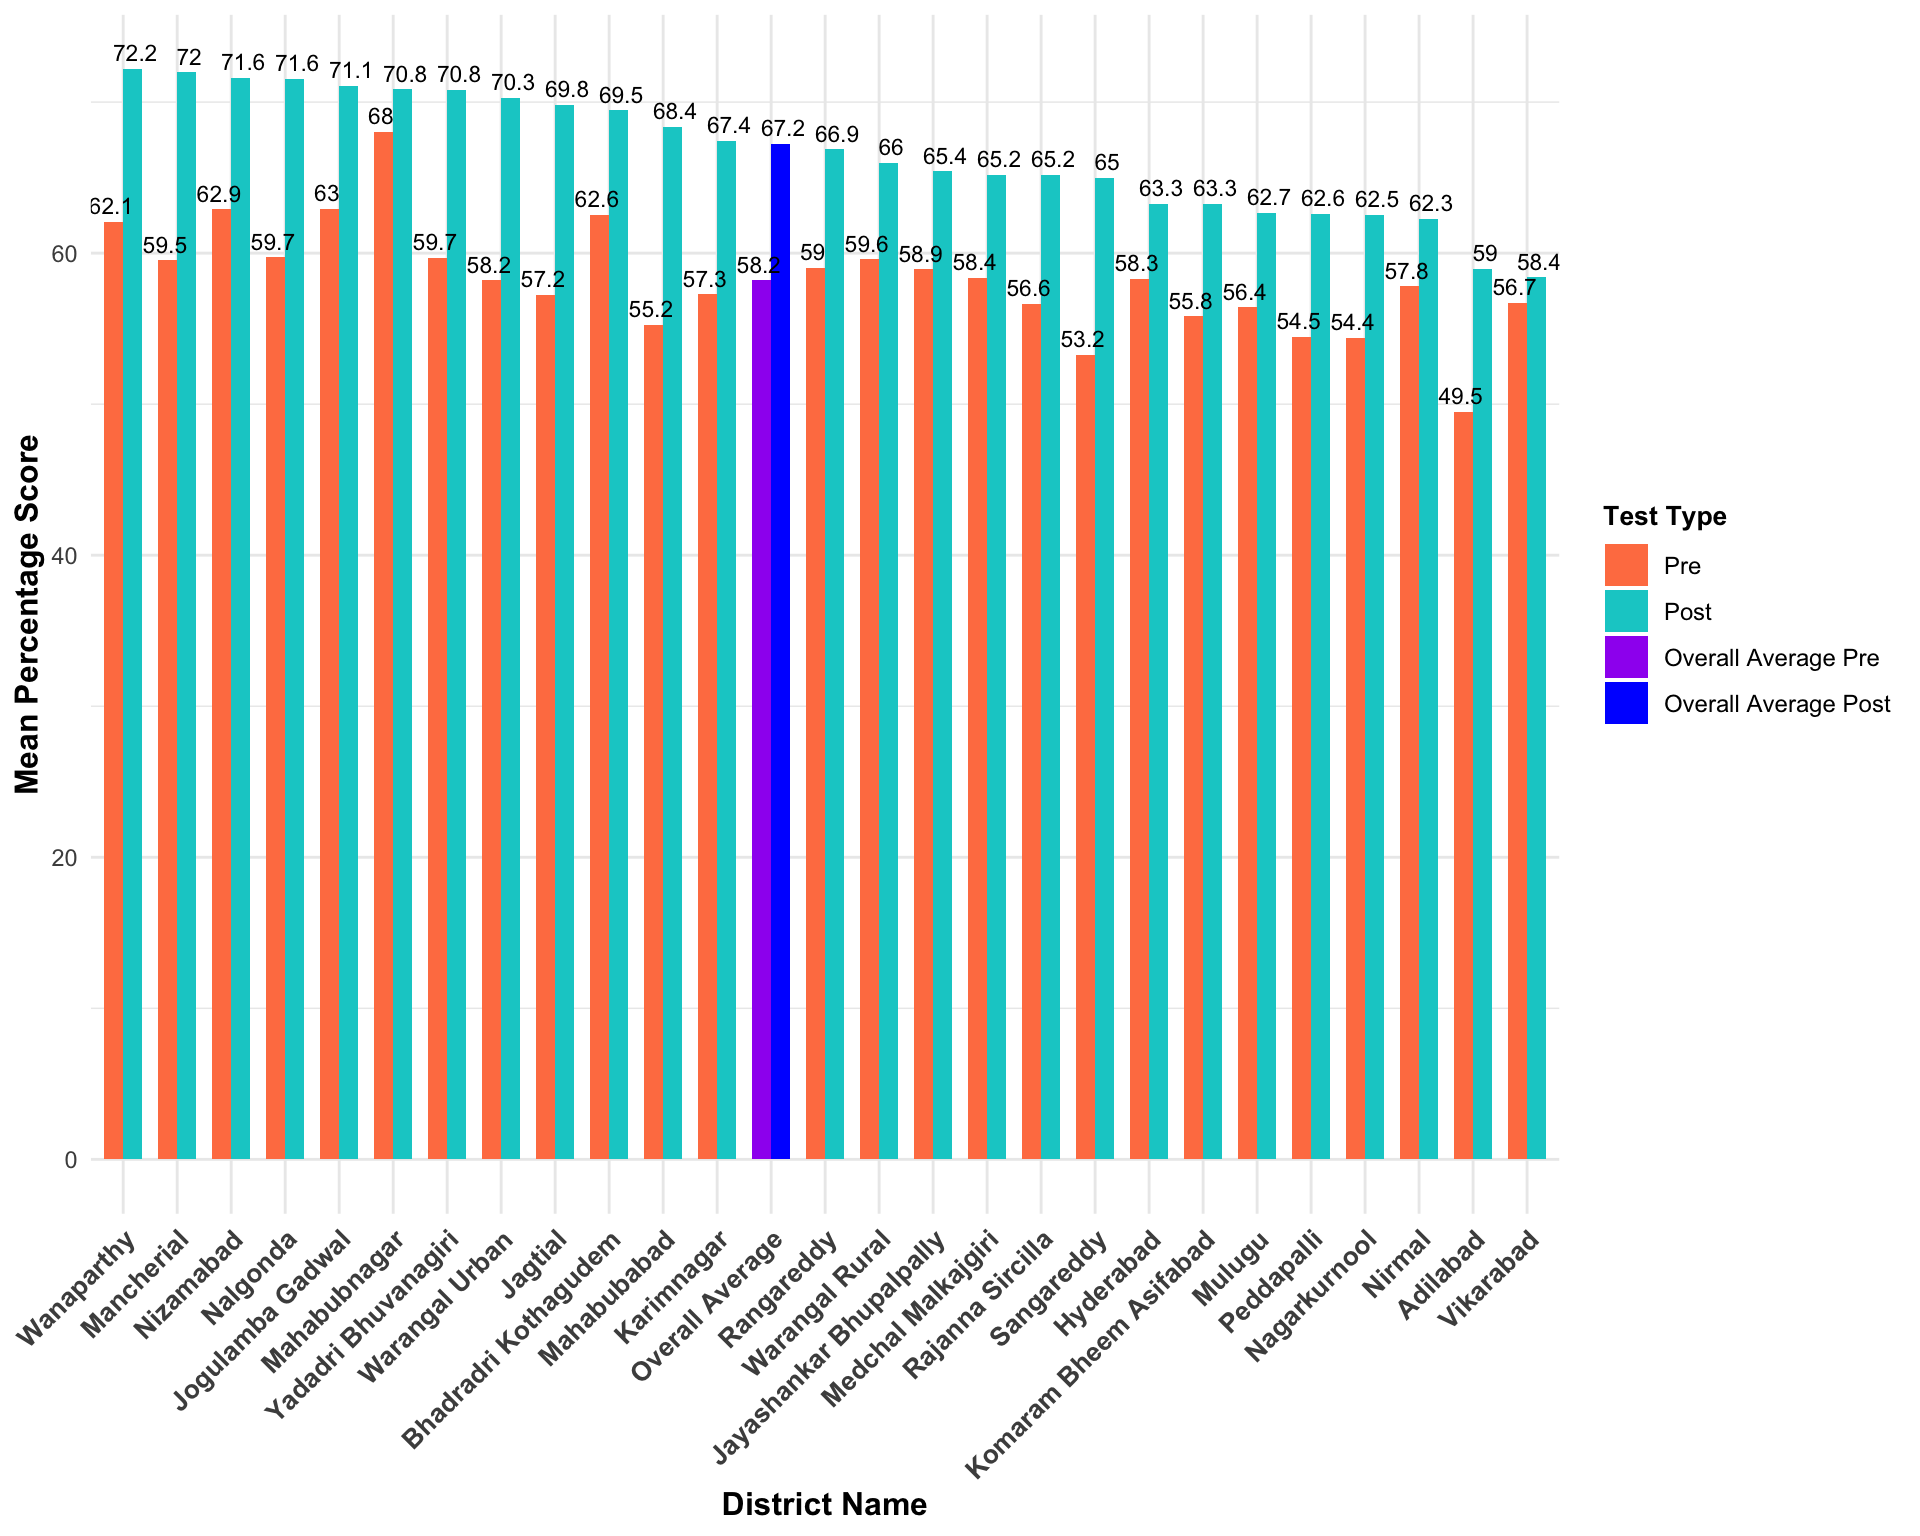 72.2
72
71.6
71.6
71.1
70.8
70.8
70.3
69.8
69.5
68.4
67.4
67.2
66.9
66
65.4
65.2
65.2
65
63.3
63.3
62.7
62.6
62.5
62.3
59
58.4
62.1
59.5
62.9
59.7
63
68
59.7
58.2
57.2
62.6
55.2
57.3
58.2
59
59.6
58.9
58.4
56.6
53.2
58.3
55.8
56.4
54.5
54.4
57.8
49.5
56.7
60
40
20
0
Mean Percentage Score
Wanaparthy
Mancherial
Nizamabad
Nalgonda
Jogulamba Gadwal
Mahabubnagar
Yadadri Bhuvanagiri
Warangal Urban
Jagtial
Bhadradri Kothagudem
Mahabubabad
Karimnagar
Overall Average
Rangareddy
Warangal Rural
Jayashankar Bhupalpally
Medchal Malkajgiri
Rajanna Sircilla
Sangareddy
Hyderabad
Komaram Bheem Asifabad
Mulugu
Peddapalli
Nagarkurnool
Nirmal
Adilabad
Vikarabad
District Name
Test Type
Pre
Post
Overall Average Pre
Overall Average Post